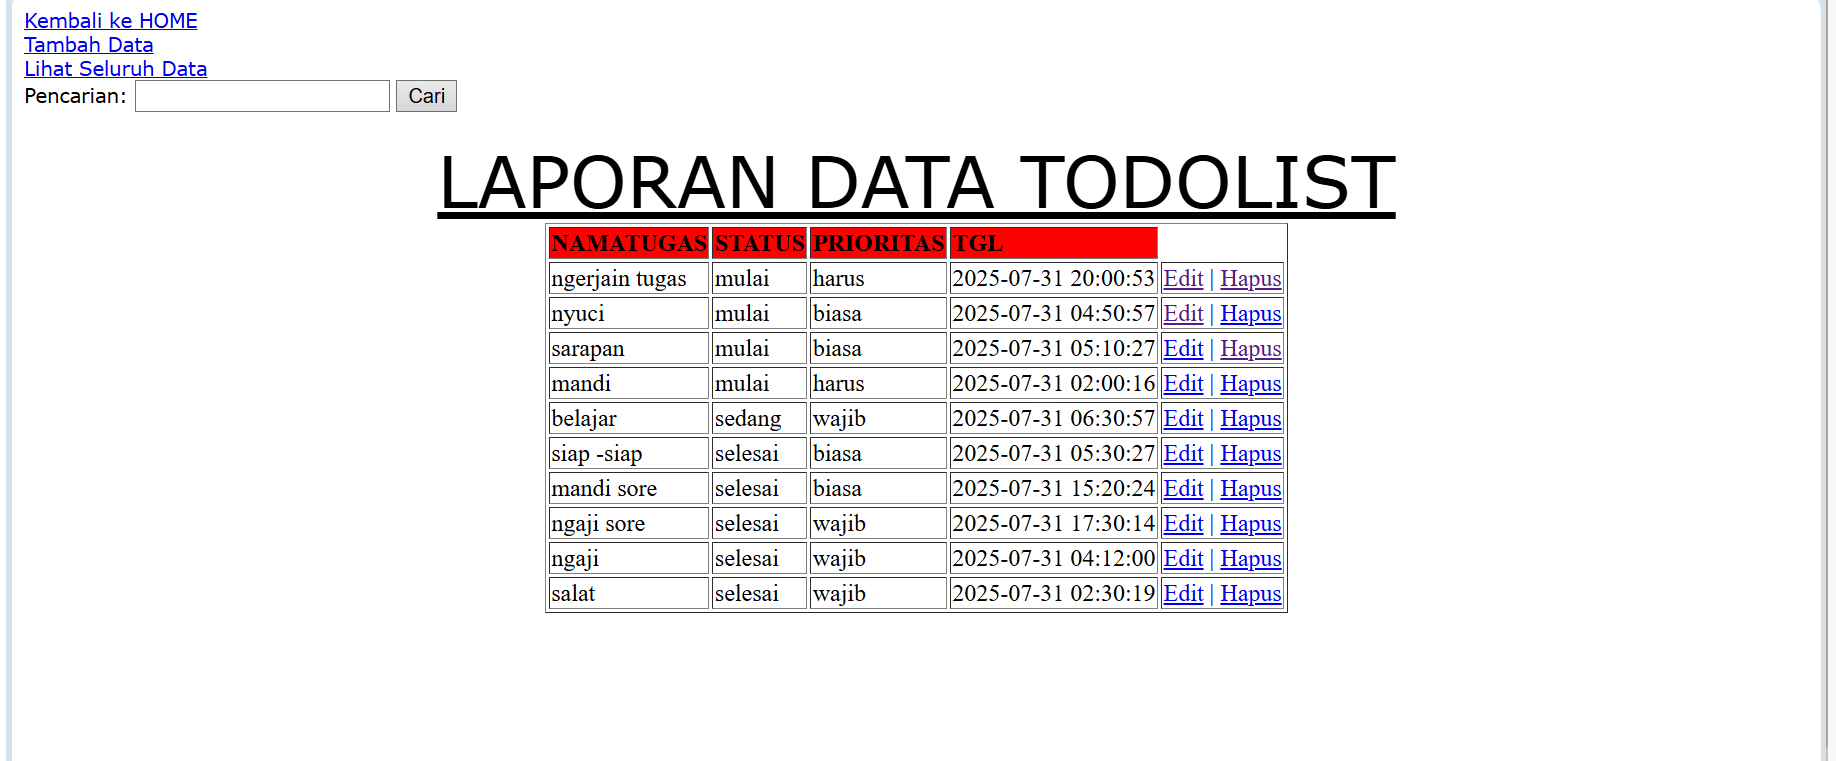 Kembali ke HOME
Tambah Data
Lihat Seluruh Data
Pencarian: Cari
LAPORAN DATA TODOLIST
NAMATUGAS STATUS PRIORITAS TGL
ngerjain tugas mulai harus 2025-07-31 20:00:53 Edit | Hapus
nyuci mulai biasa 2025-07-31 04:50:57 Edit | Hapus
sarapan mulai biasa 2025-07-31 05:10:27 Edit | Hapus
mandi mulai harus 2025-07-31 02:00:16 Edit | Hapus
belajar sedang wajib 2025-07-31 06:30:57 Edit | Hapus
siap -siap selesai biasa 2025-07-31 05:30:27 Edit | Hapus
mandi sore selesai biasa 2025-07-31 15:20:24 Edit | Hapus
ngaji sore selesai wajib 2025-07-31 17:30:14 Edit | Hapus
ngaji selesai wajib 2025-07-31 04:12:00 Edit | Hapus
salat selesai wajib 2025-07-31 02:30:19 Edit | Hapus